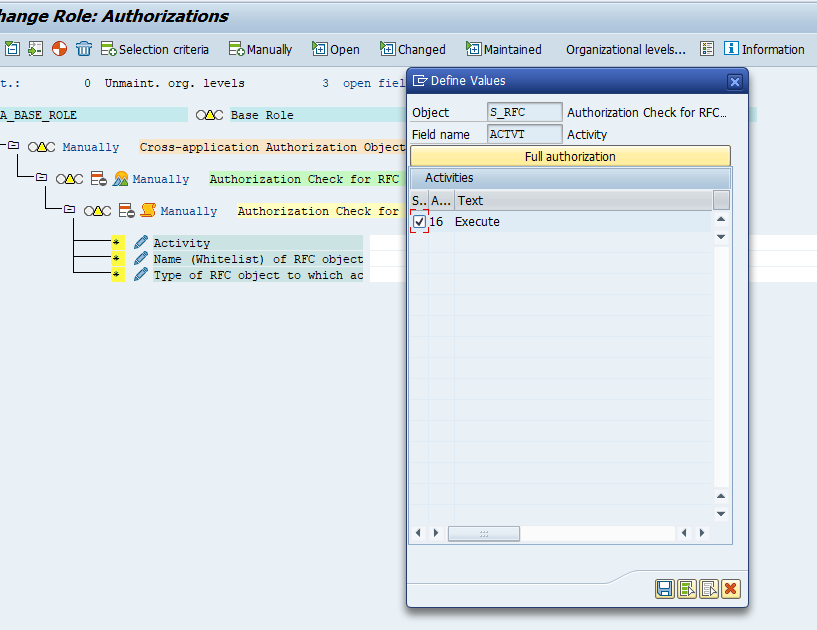 hange Role: Authorizations
Selection criteria Manually Open Changed Maintained Organizational levels... Information
t.: 0 Unmaint. org. levels 3 open fiel
A_BASE_ROLE Base Role
Manually Cross-application Authorization Object
Manually Authorization Check for RFC
Manually Authorization Check for
Activity
Name (Whitelist) of RFC object
Type of RFC object to which ac
Define Values
Object S_RFC Authorization Check for RFC...
Field name ACTVT Activity
Full authorization
Activities
S.. A... Text
16 Execute